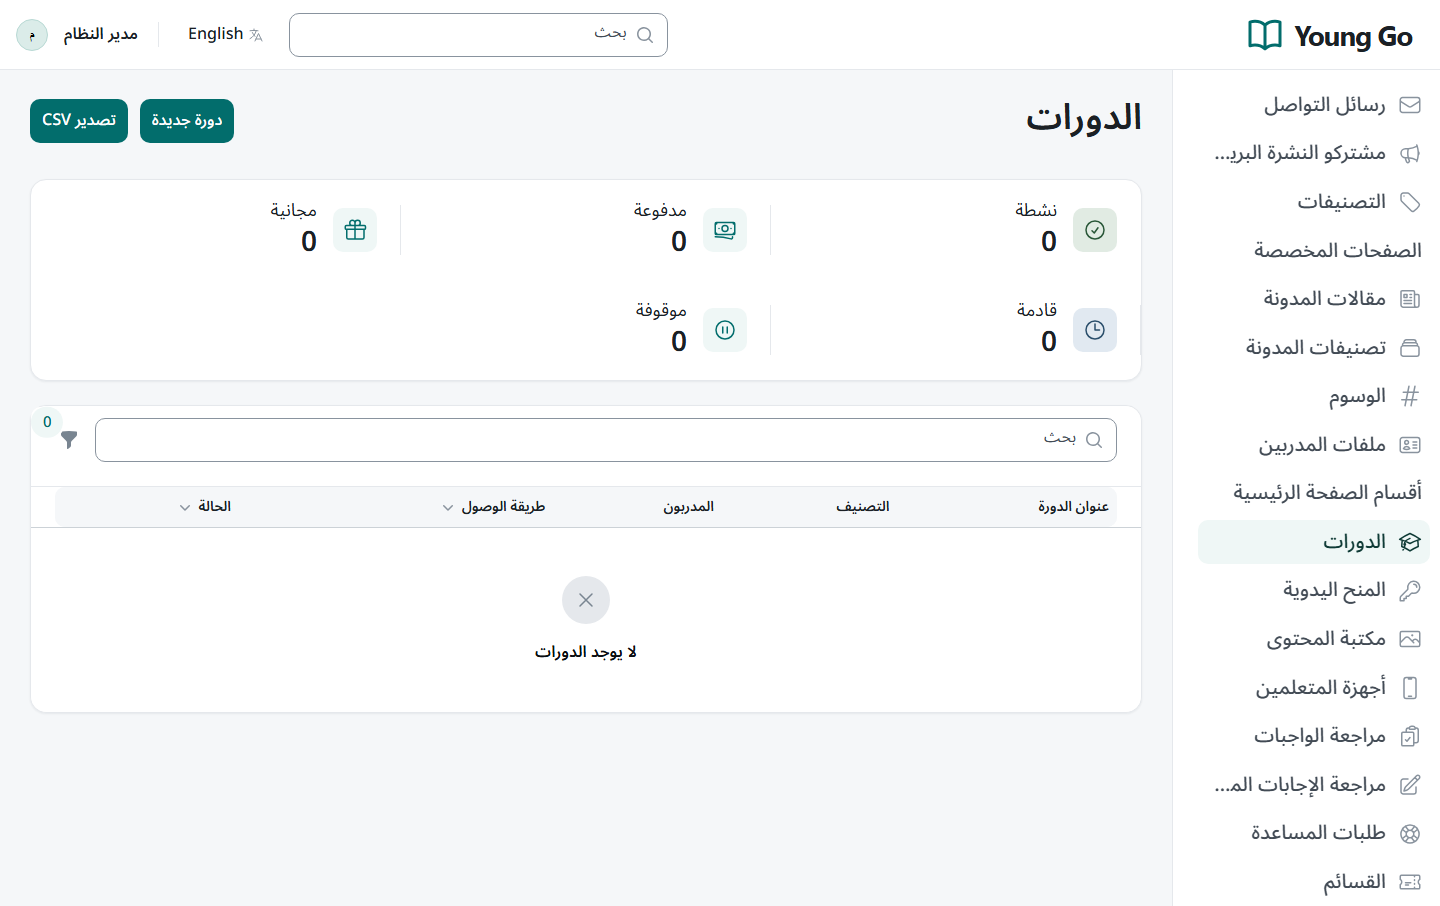 Young Go
بحث
English
مدير النظام
م
رسائل التواصل
مشتركو النشرة البريـ...
التصنيفات
الصفحات المخصصة
مقالات المدونة
تصنيفات المدونة
الوسوم
ملفات المدربين
أقسام الصفحة الرئيسية
الدورات
المنح اليدوية
مكتبة المحتوى
أجهزة المتعلمين
مراجعة الواجبات
مراجعة الإجابات المـ...
طلبات المساعدة
القسائم
الدورات
دورة جديدة
تصدير CSV
نشطة
0
مدفوعة
0
مجانية
0
قادمة
0
موقوفة
0
بحث
0
عنوان الدورة
التصنيف
المدربون
طريقة الوصول
الحالة
لا يوجد الدورات